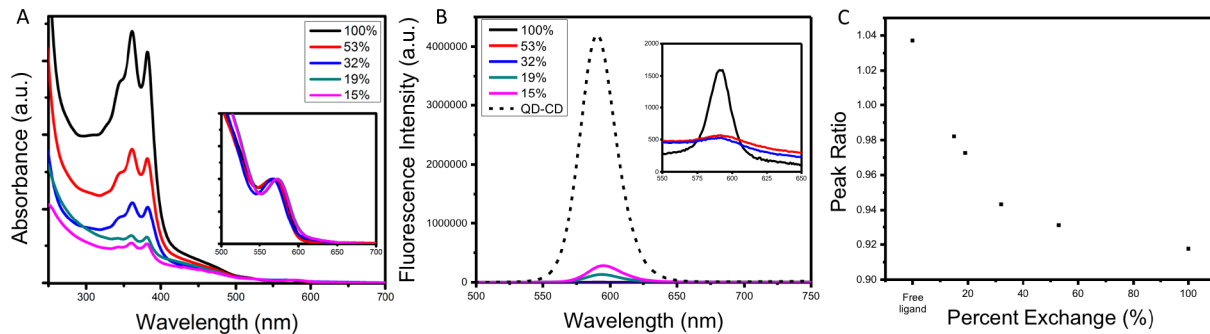 A
Absorbance (a.u.)
100%
53%
32%
19%
15%
500 550 600 650 700
300 400 500 600 700
Wavelength (nm)
B
Fluorescence Intensity (a.u.)
4000000
3000000
2000000
1000000
0
100%
53%
32%
19%
15%
QD-CD
2000
1500
1000
500
0
550 575 600 625 650
500 550 600 650 700 750
Wavelength (nm)
C
Peak Ratio
1.04
1.02
1.00
0.98
0.96
0.94
0.92
0.90
Free
ligand
20 40 60 80 100
Percent Exchange (%)